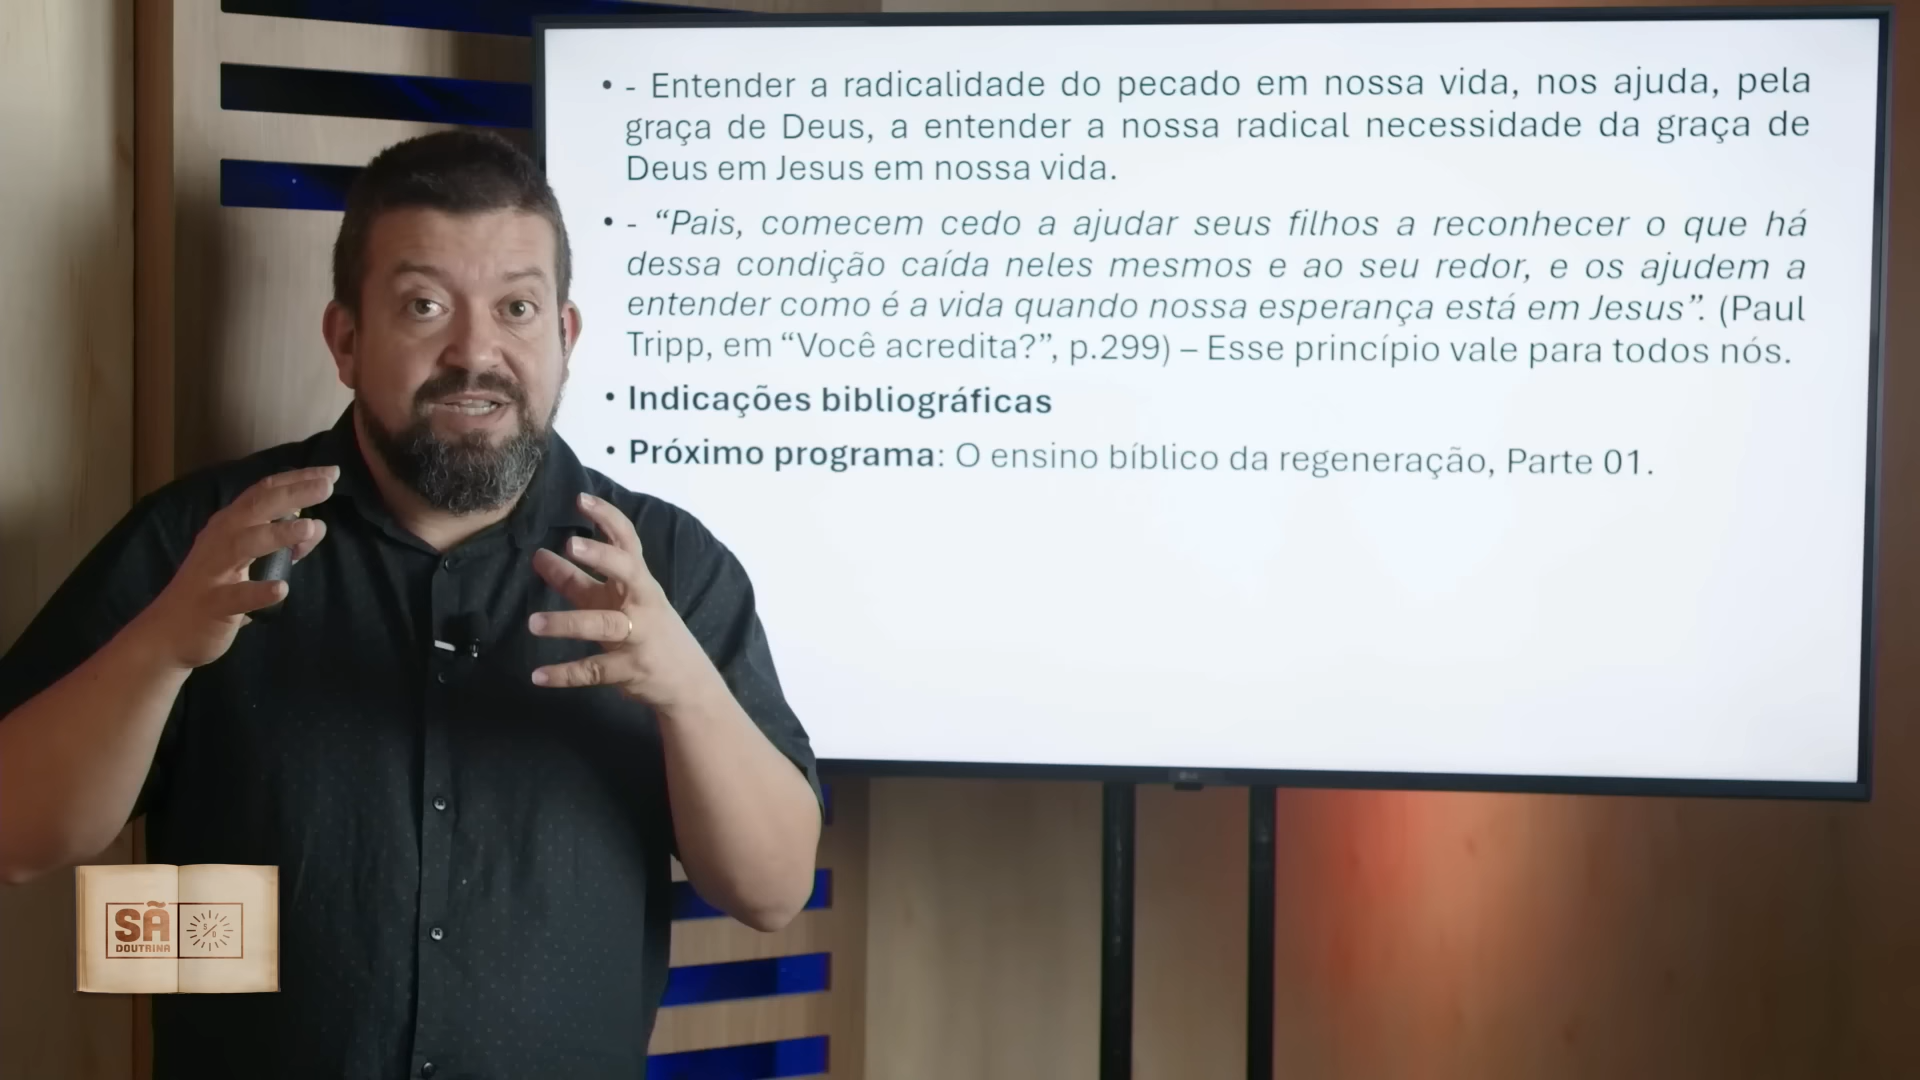 • - Entender a radicalidade do pecado em nossa vida, nos ajuda, pela
graça de Deus, a entender a nossa radical necessidade da graça de
Deus em Jesus em nossa vida.
• - “Pais, comecem cedo a ajudar seus filhos a reconhecer o que há
dessa condição caída neles mesmos e ao seu redor, e os ajudem a
entender como é a vida quando nossa esperança está em Jesus”. (Paul
Tripp, em “Você acredita?”, p.299) – Esse princípio vale para todos nós.
• Indicações bibliográficas
• Próximo programa: O ensino bíblico da regeneração, Parte 01.
SÃ
DOUTRINA
S/D